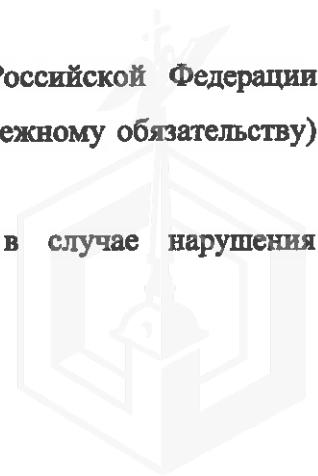 Российской Федерации
ежному обязательству)
в случае нарушения